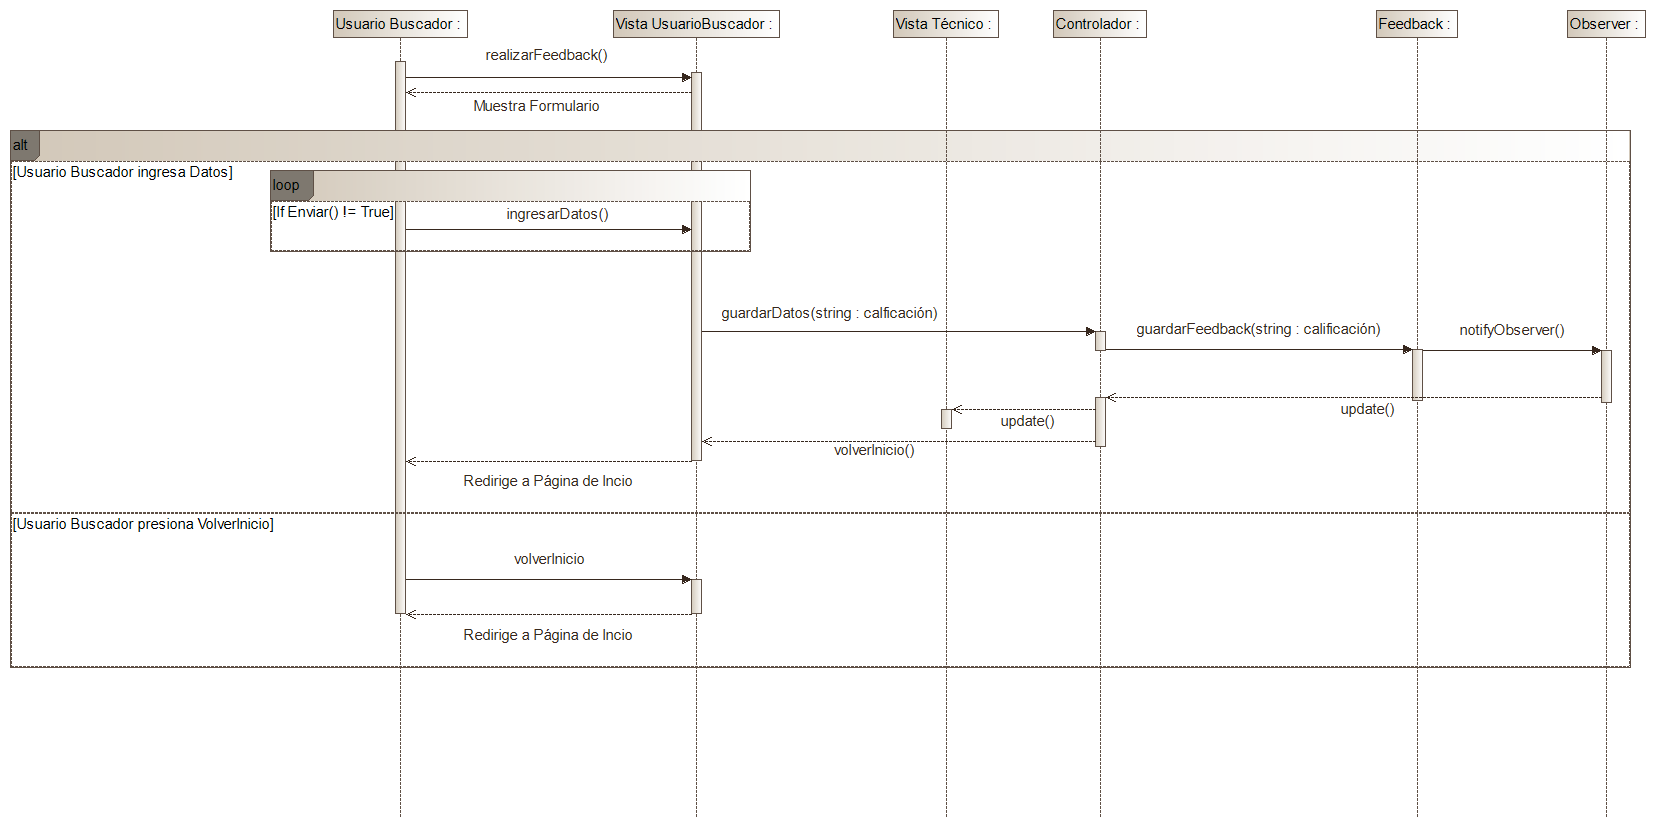 Usuario Buscador :
Vista UsuarioBuscador :
Vista Técnico :
Controlador :
Feedback :
Observer :
realizarFeedback()
Muestra Formulario
alt
[Usuario Buscador ingresa Datos]
loop
[If Enviar() != True]
ingresarDatos()
guardarDatos(string : calficación)
guardarFeedback(string : calificación)
notifyObserver()
update()
update()
volverInicio()
Redirige a Página de Incio
[Usuario Buscador presiona VolverInicio]
volverInicio
Redirige a Página de Incio